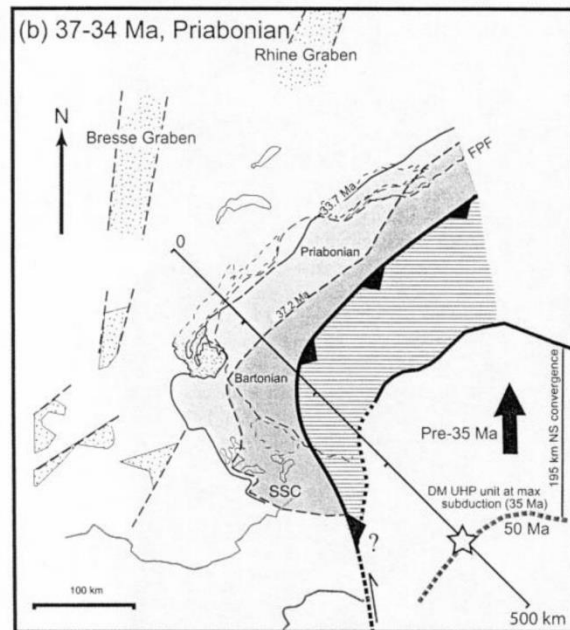 (b) 37-34 Ma, Priabonian
Rhine Graben
N
Bresse Graben
FPF
33.7 Ma
Priabonian
0
37.2 Ma
Bartonian
Pre-35 Ma
195 km NS convergence
DM UHP unit at max
subduction (35 Ma)
SSC
50 Ma
?
100 km
500 km